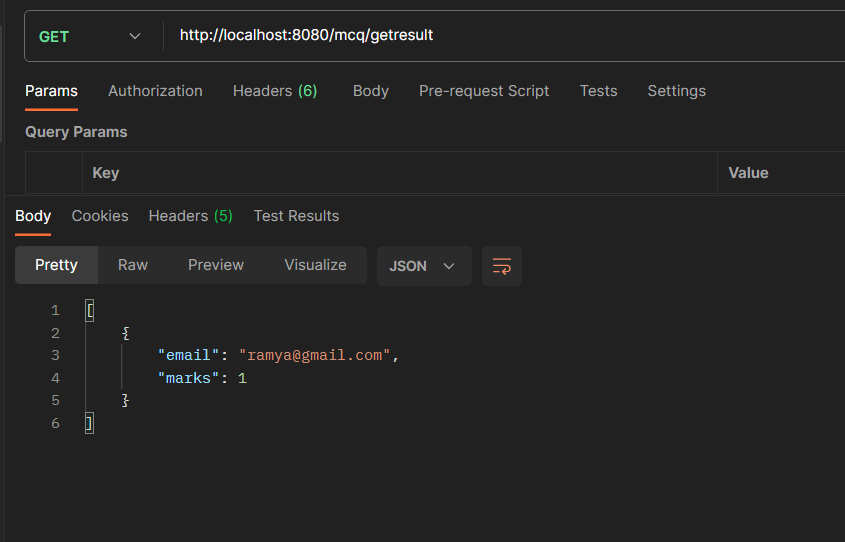 GET http://localhost:8080/mcq/getresult
Params Authorization Headers (6) Body Pre-request Script Tests Settings
Query Params
Key Value
Body Cookies Headers (5) Test Results
Pretty Raw Preview Visualize JSON
1 [
2 {
3 "email": "ramya@gmail.com",
4 "marks": 1
5 }
6 ]